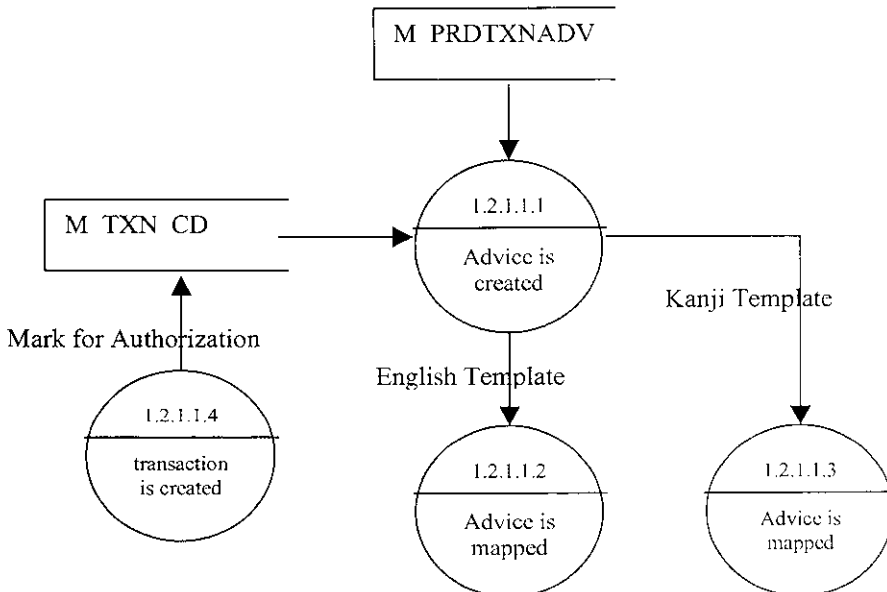 M PRDTXNADV
1.2.1.1.1
M TXN CD
Advice is
created
Kanji Template
Mark for Authorization
English Template
1.2.1.1.4
transaction
is created
1.2.1.1.2
Advice is
mapped
1.2.1.1.3
Advice is
mapped